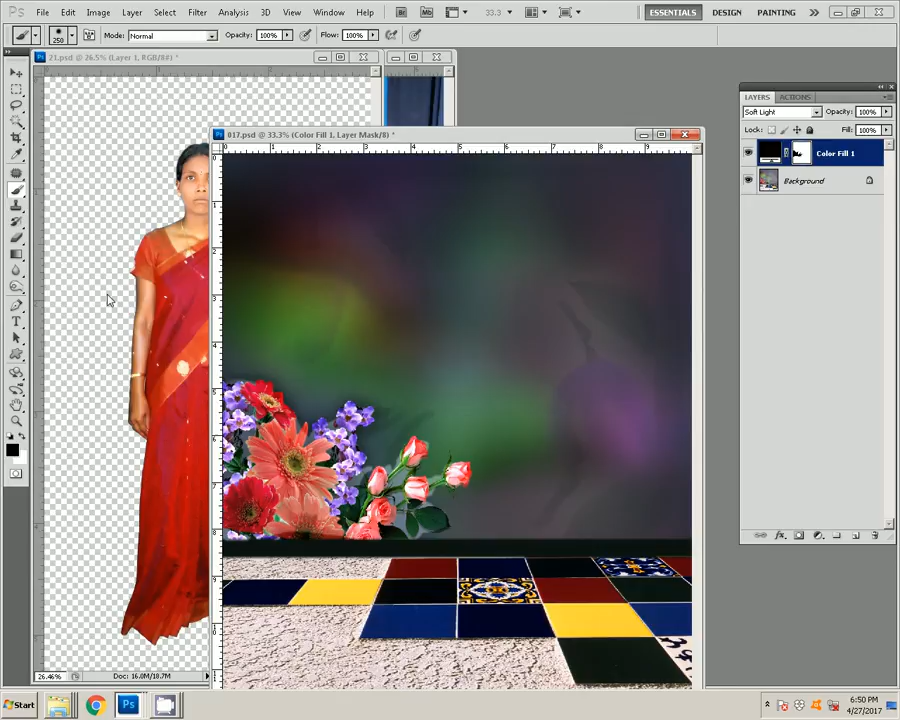 Ps File Edit Image Layer Select Filter Analysis 3D View Window Help Br Mb 33.3 ESSENTIALS DESIGN PAINTING
250 Mode: Normal Opacity: 100% Flow: 100%
21.psd @ 26.5% (Layer 1, RGB/8#) *
017.psd @ 33.3% (Color Fill 1, Layer Mask/8) *
LAYERS ACTIONS
Soft Light Opacity: 100%
Lock: Fill: 100%
Color Fill 1
Background
26.46% Doc: 16.0M/18.7M
Start Ps 6:50 PM
4/27/2017